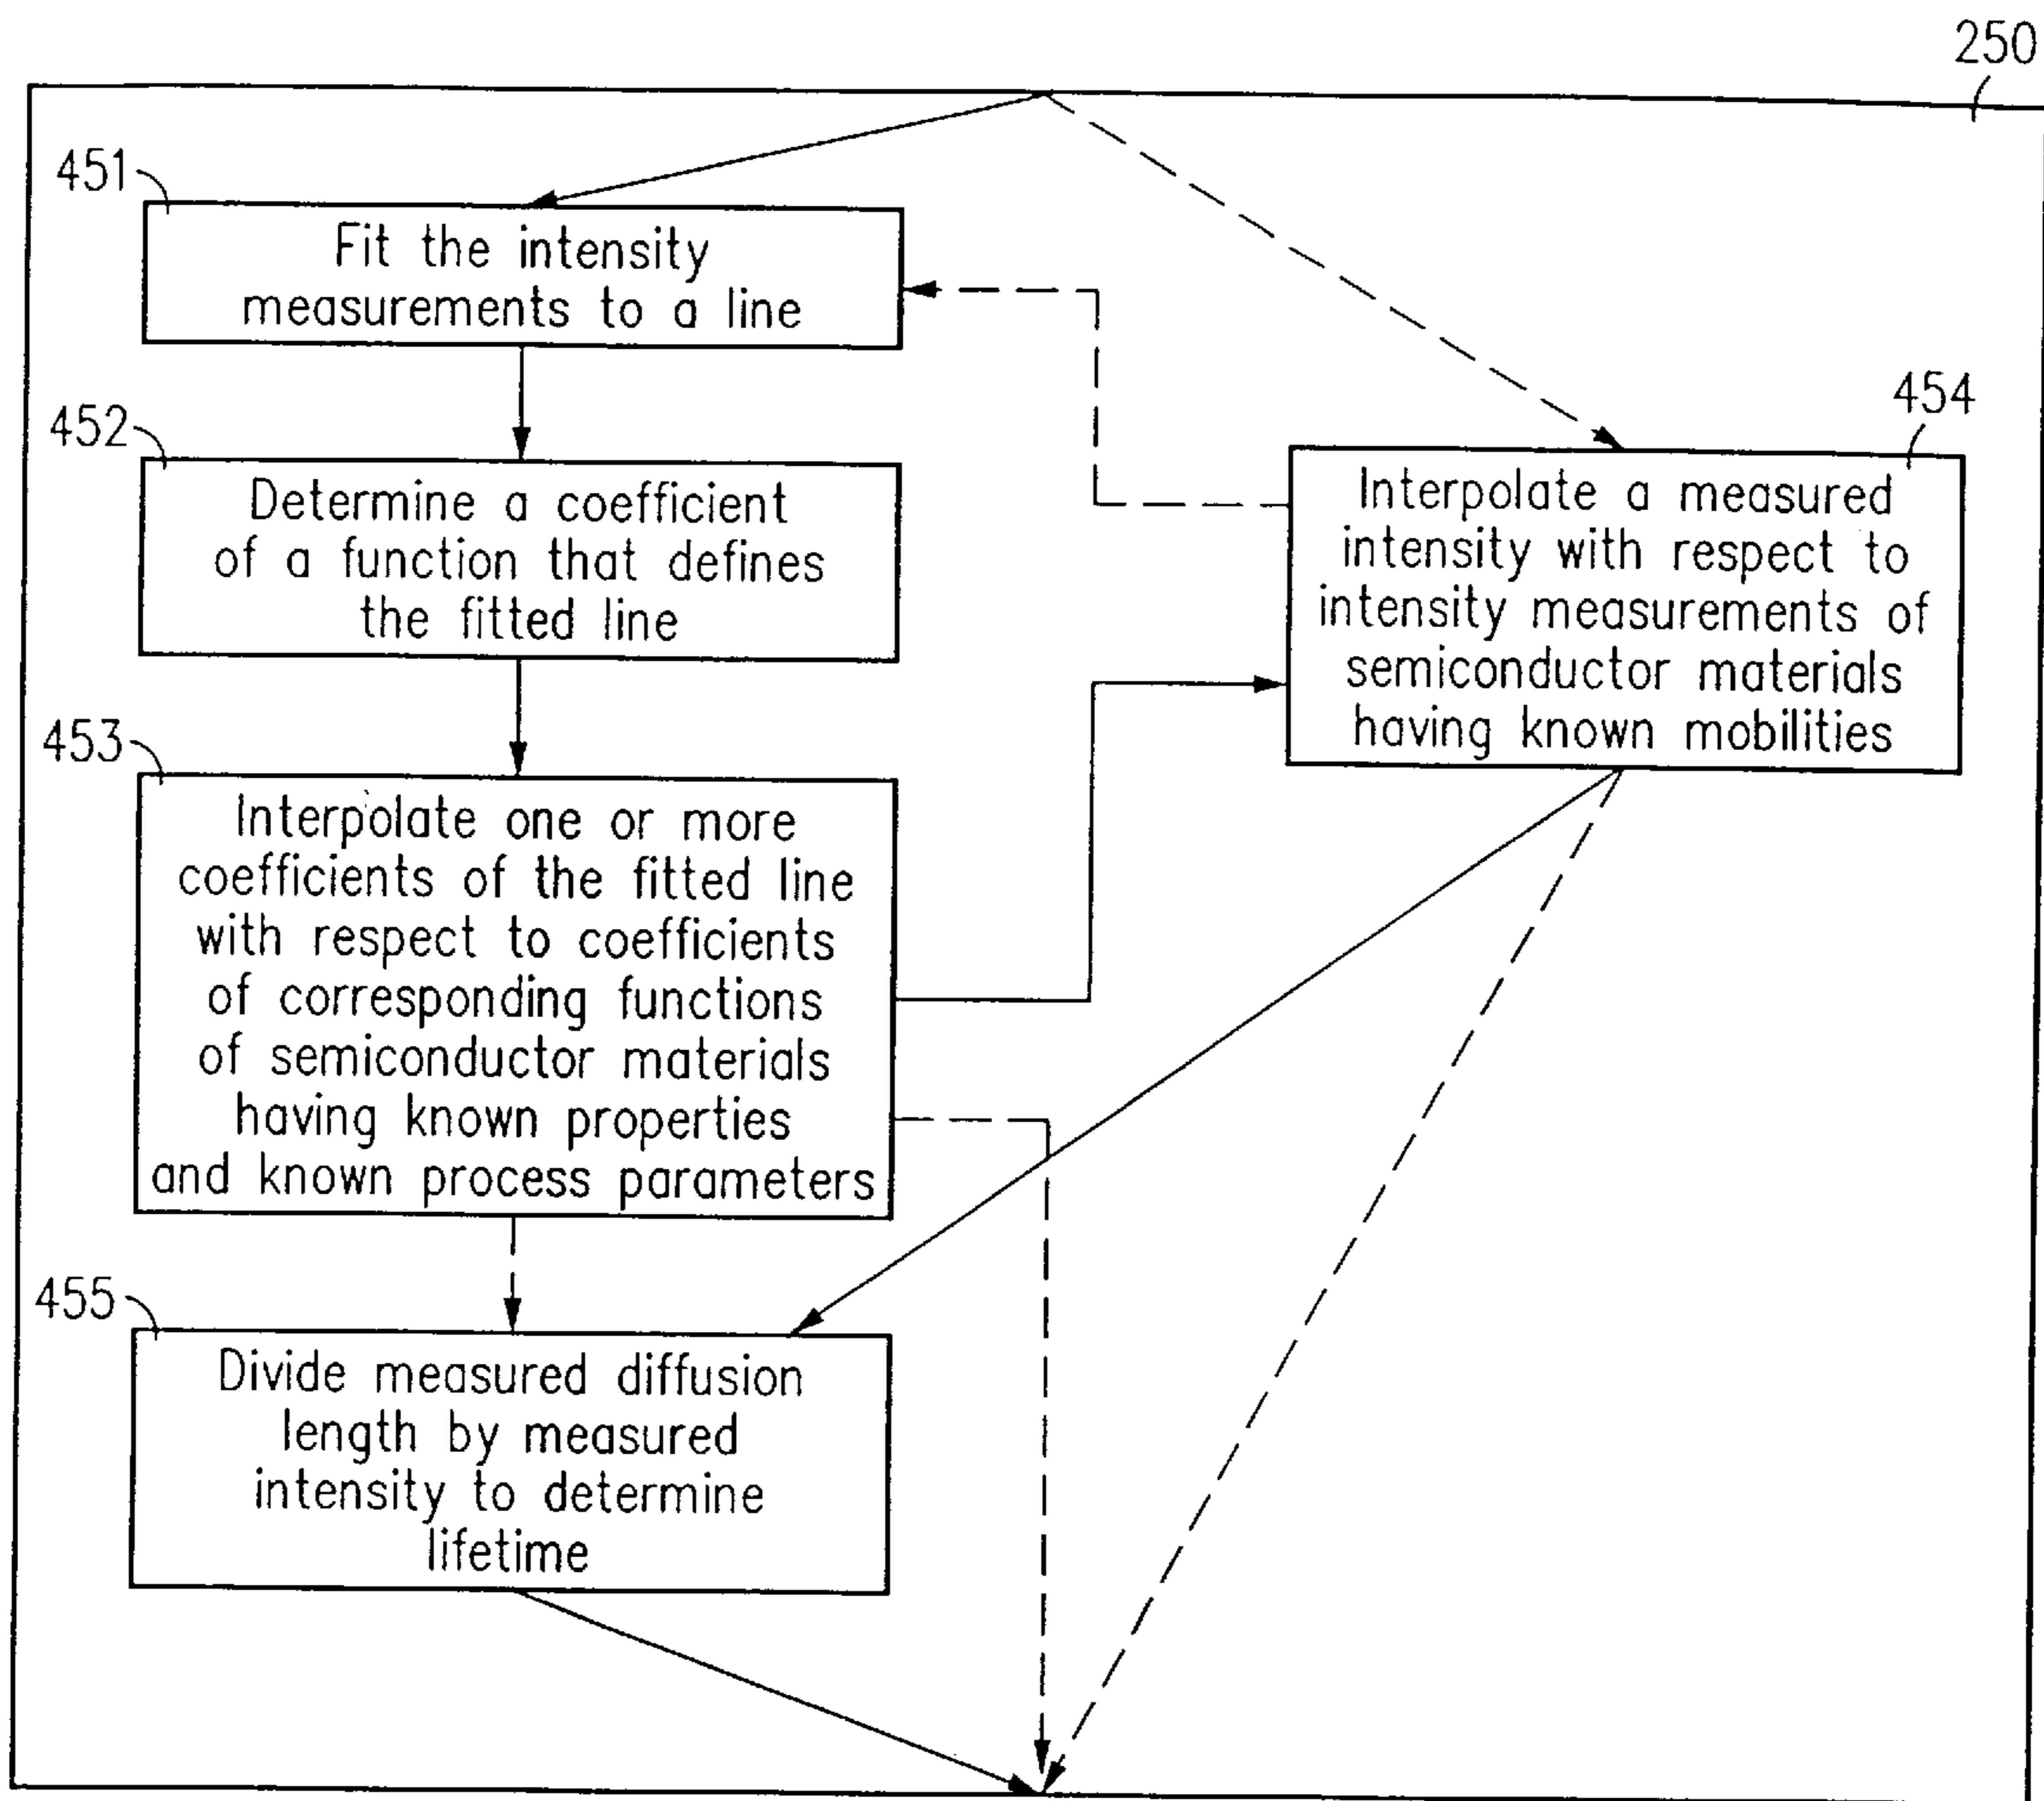 250
451
Fit the intensity
measurements to a line
452
Determine a coefficient
of a function that defines
the fitted line
454
Interpolate a measured
intensity with respect to
intensity measurements of
semiconductor materials
having known mobilities
453
Interpolate one or more
coefficients of the fitted line
with respect to coefficients
of corresponding functions
of semiconductor materials
having known properties
and known process parameters
455
Divide measured diffusion
length by measured
intensity to determine
lifetime